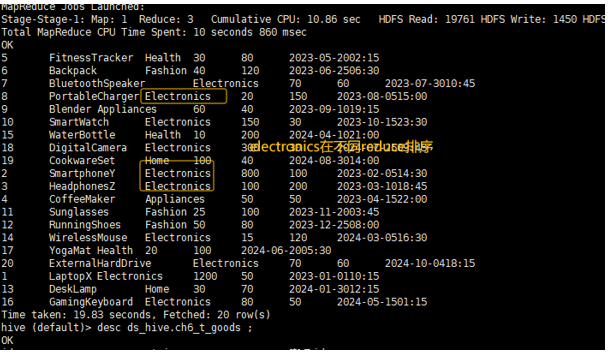 MapReduce Jobs Launched:
Stage-Stage-1: Map: 1 Reduce: 3 Cumulative CPU: 10.86 sec HDFS Read: 19761 HDFS Write: 1450 HDFS
Total MapReduce CPU Time Spent: 10 seconds 860 msec
OK
5 FitnessTracker Health 30 80 2023-05-2002:15
6 Backpack Fashion 40 120 2023-06-2506:30
7 BluetoothSpeaker Electronics 70 60 2023-07-3010:45
8 PortableCharger Electronics 20 150 2023-08-0515:00
9 Blender Appliances 60 40 2023-09-1019:15
10 SmartWatch Electronics 150 30 2023-10-1523:30
15 WaterBottle Health 10 200 2024-04-1021:00
18 DigitalCamera Electronics
electronics在不同reduce排序
19 CookwareSet Home 100 40 2024-08-3014:00
2 SmartphoneY Electronics 800 100 2023-02-0514:30
3 HeadphonesZ Electronics 100 200 2023-03-1018:45
4 CoffeeMaker Appliances 50 50 2023-04-1522:00
11 Sunglasses Fashion 25 100 2023-11-2003:45
12 RunningShoes Fashion 50 80 2023-12-2508:00
14 WirelessMouse Electronics 15 120 2024-03-0516:30
17 YogaMat Health 20 100 2024-06-2005:30
20 ExternalHardDrive Electronics 70 60 2024-10-0418:15
1 LaptopX Electronics 1200 50 2023-01-0110:15
13 DeskLamp Home 30 70 2024-01-3012:15
16 GamingKeyboard Electronics 80 50 2024-05-1501:15
Time taken: 19.83 seconds, Fetched: 20 row(s)
hive (default)> desc ds_hive.ch6_t_goods ;
OK